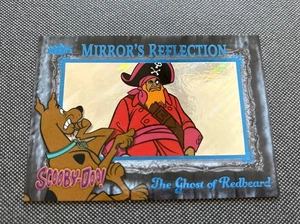 MIRROR'S REFLECTION
SCOOBY-DOO!
The Ghost of Redbeard